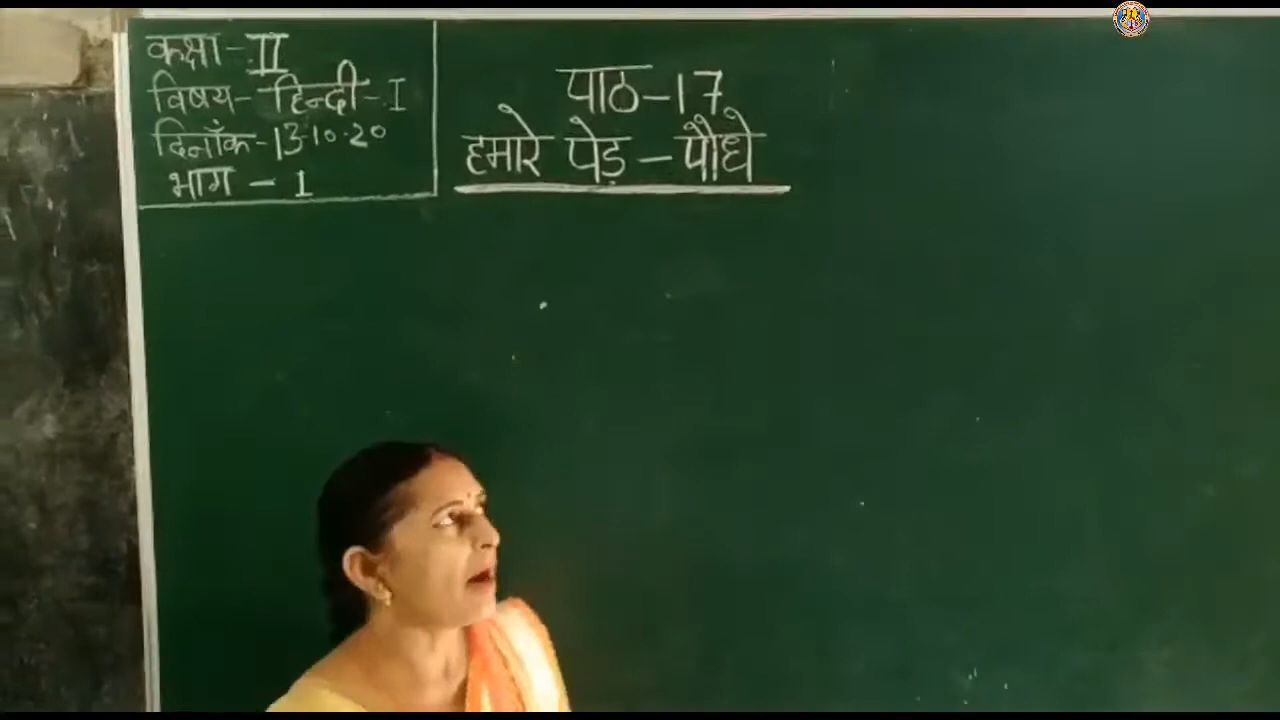 कक्षा - II
विषय - हिन्दी - I
दिनाँक - 13.10.20
भाग - 1
पाठ - 17
हमारे पेड़ - पौधे